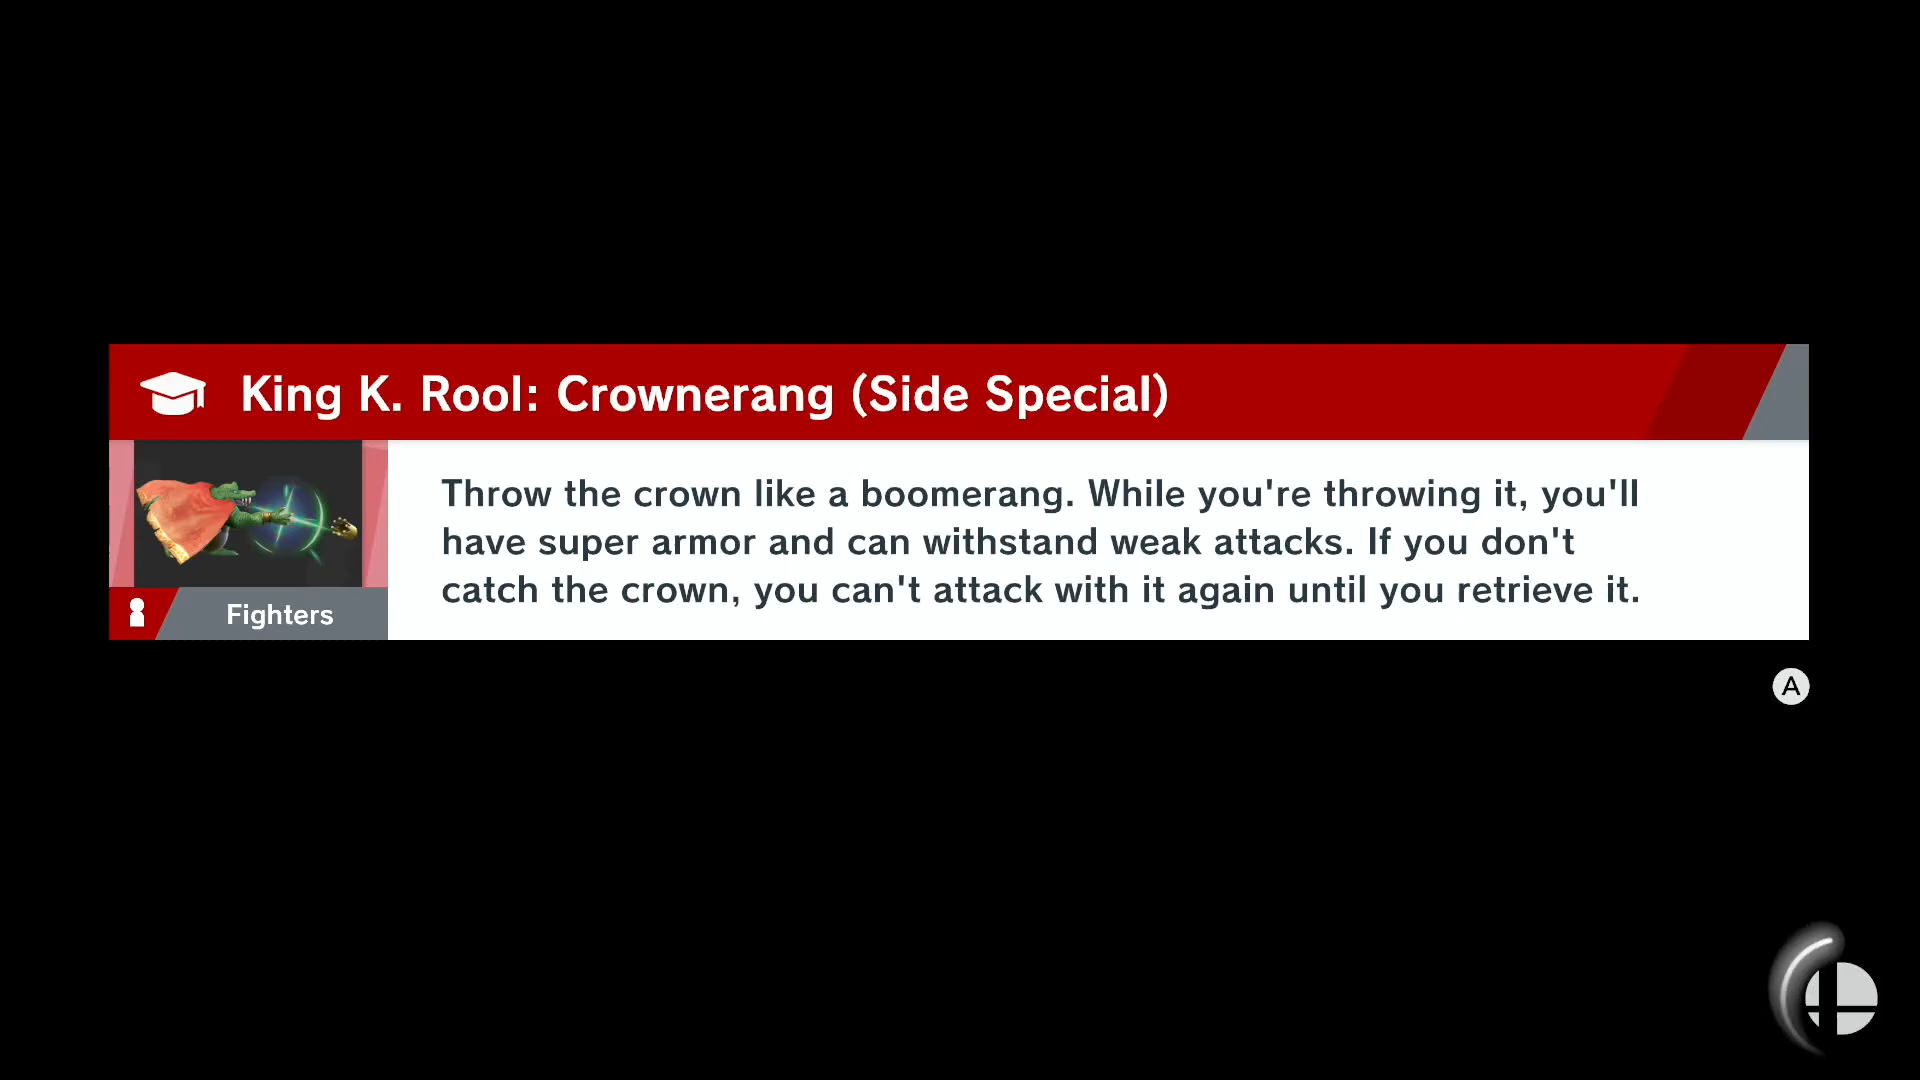 King K. Rool: Crownerang (Side Special)
Throw the crown like a boomerang. While you're throwing it, you'll
have super armor and can withstand weak attacks. If you don't
catch the crown, you can't attack with it again until you retrieve it.
Fighters
A